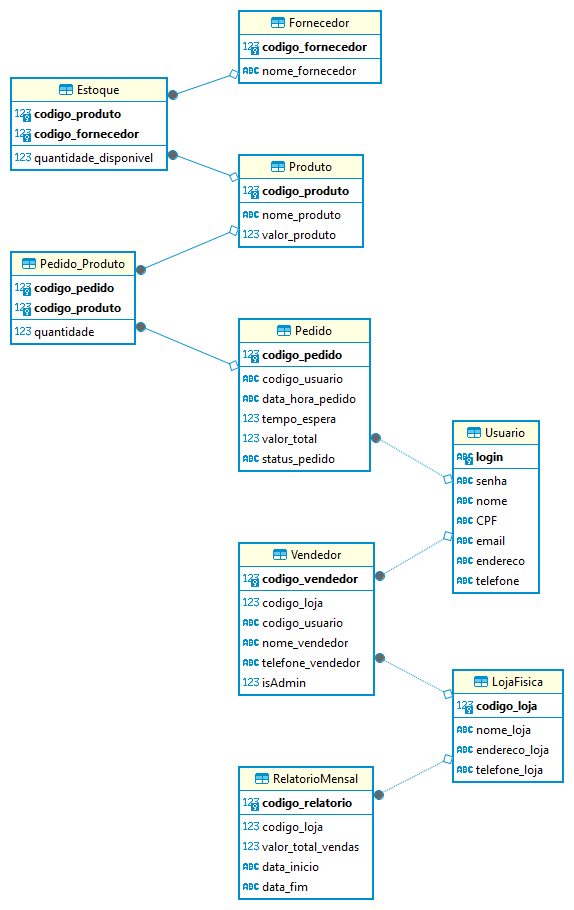 Fornecedor
123 codigo_fornecedor
ABC nome_fornecedor
Estoque
123 codigo_produto
123 codigo_fornecedor
123 quantidade_disponivel
Produto
123 codigo_produto
ABC nome_produto
123 valor_produto
Pedido_Produto
123 codigo_pedido
123 codigo_produto
123 quantidade
Pedido
123 codigo_pedido
ABC codigo_usuario
ABC data_hora_pedido
123 tempo_espera
123 valor_total
ABC status_pedido
Usuario
ABC login
ABC senha
ABC nome
ABC CPF
ABC email
ABC endereco
ABC telefone
Vendedor
123 codigo_vendedor
123 codigo_loja
ABC codigo_usuario
ABC nome_vendedor
ABC telefone_vendedor
123 isAdmin
LojaFisica
123 codigo_loja
ABC nome_loja
ABC endereco_loja
ABC telefone_loja
RelatorioMensal
123 codigo_relatorio
123 codigo_loja
123 valor_total_vendas
ABC data_inicio
ABC data_fim